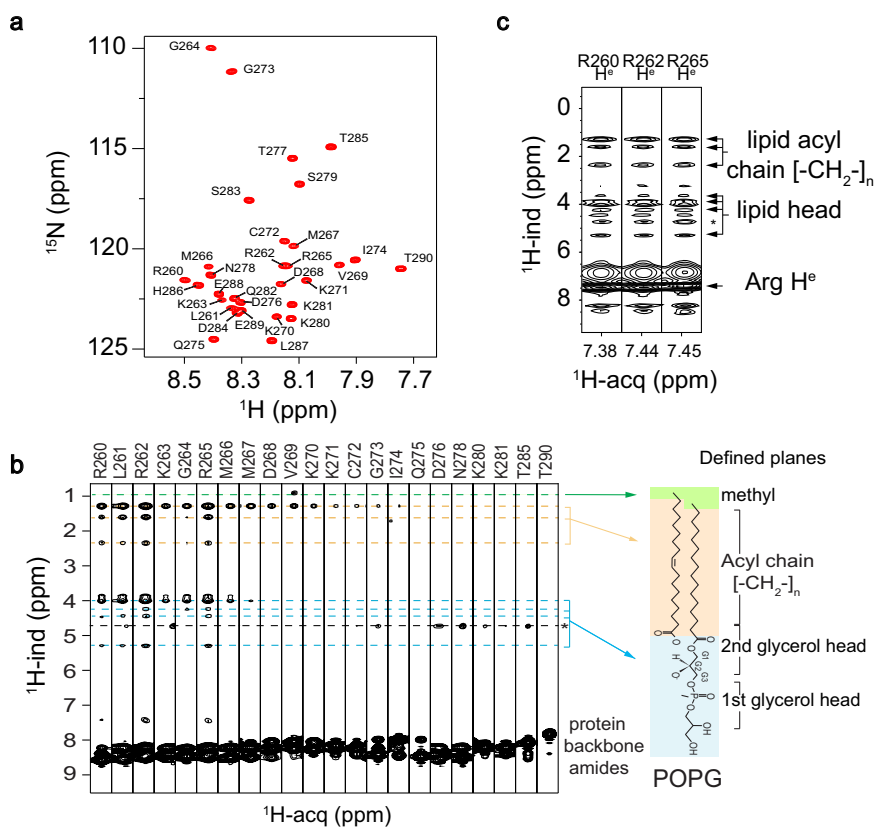 a
110
115
120
125
¹⁵N (ppm)
8.5
8.3
8.1
7.9
7.7
¹H (ppm)
G264
G273
T285
T277
S279
S283
C272
M267
M266
R262
R265
I274
T290
R260
N278
D268
V269
H286
E288
Q282
K271
K263
D276
K281
L261
D284
E289
K270
K280
Q275
L287
c
R260 R262 R265
Hᵉ Hᵉ Hᵉ
0
2
4
6
8
¹H-ind (ppm)
lipid acyl
chain [-CH₂-]ₙ
lipid head
*
Arg Hᵉ
7.38 7.44 7.45
¹H-acq (ppm)
b
R260 L261 R262 K263 G264 R265 M266 M267 D268 V269 K270 K271 C272 G273 I274 Q275 D276 N278 K280 K281 T285 T290
1
2
3
4
5
6
7
8
9
¹H-ind (ppm)
*
protein
backbone
amides
¹H-acq (ppm)
Defined planes
methyl
Acyl chain
[-CH₂-]ₙ
2nd glycerol head
1st glycerol head
O
O
O
O
H
G1
G2
G3
O
O
P
O
O
OH
OH
POPG